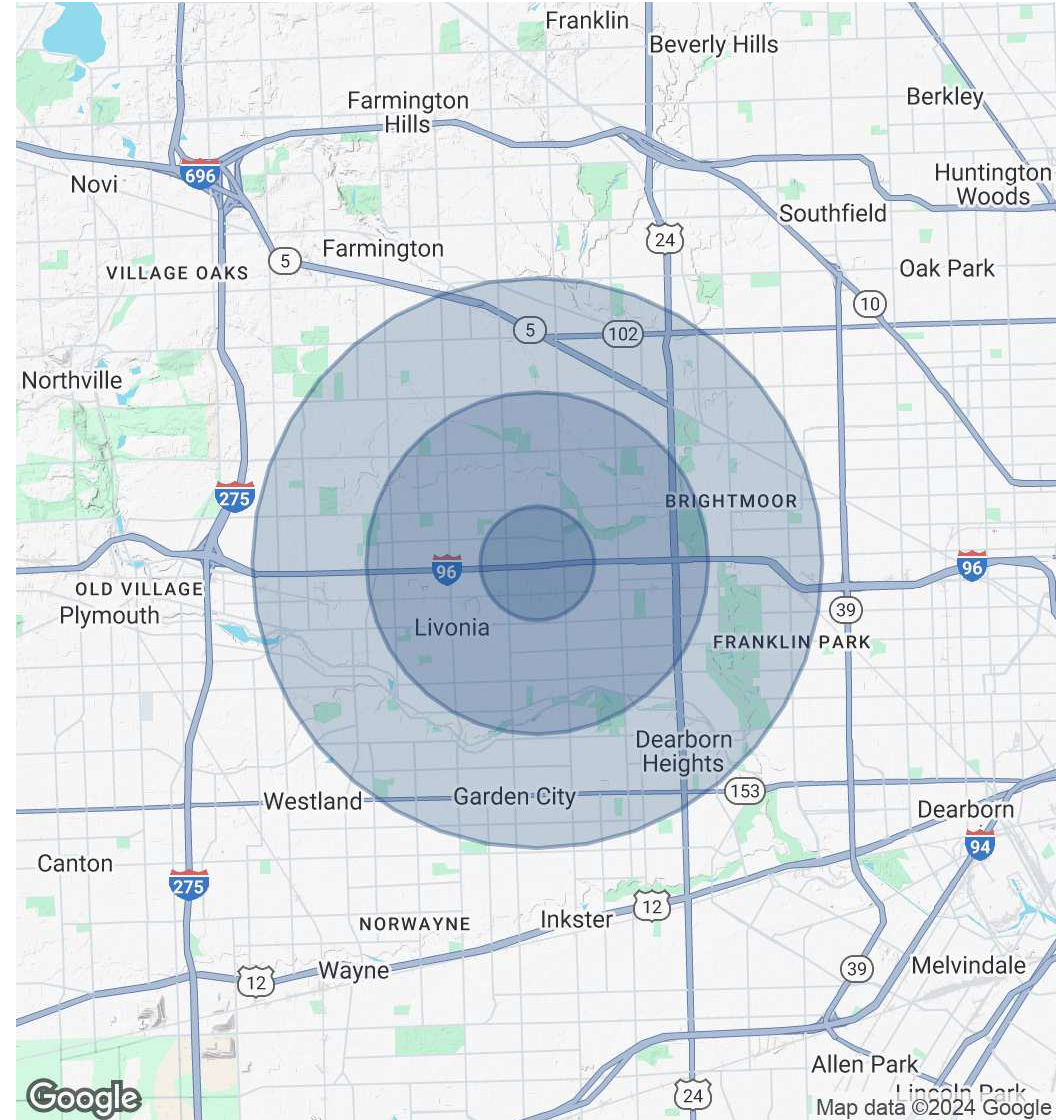 Franklin
Beverly Hills
Farmington
Hills
Berkley
696
Novi
Huntington
Woods
Southfield
24
Farmington
5
VILLAGE OAKS
Oak Park
10
5
102
Northville
275
BRIGHTMOOR
96
96
OLD VILLAGE
Plymouth
39
Livonia
FRANKLIN PARK
Dearborn
Heights
153
Westland
Garden City
Dearborn
94
Canton
275
12
NORWAYNE
Inkster
Wayne
12
39
Melvindale
Allen Park
Lincoln Park
24
Google
Map data ©2024 Google